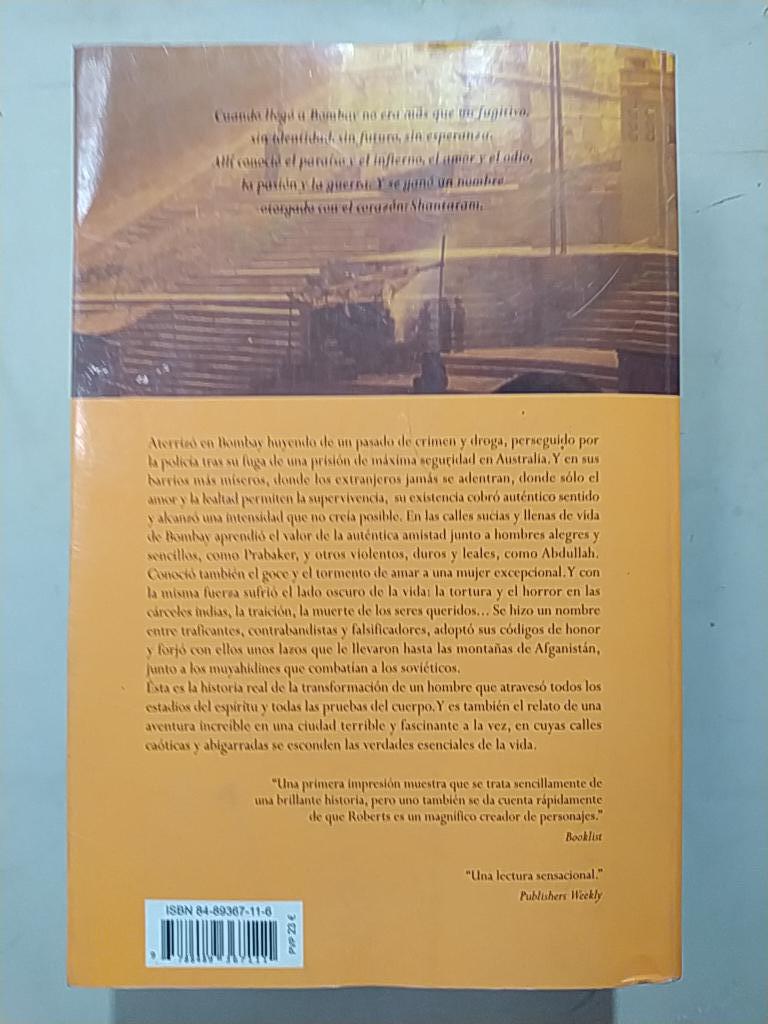 Cuando llegó a Bombay no era más que un fugitivo,
sin identidad, sin futuro, sin esperanza.
Allí conoció el paraíso y el infierno, el amor y el odio,
la pasión y la guerra. Y se ganó un nombre
otorgado con el corazón: Shantaram.
Aterrizó en Bombay huyendo de un pasado de crimen y droga, perseguido por
la policía tras su fuga de una prisión de máxima seguridad en Australia. Y en sus
barrios más míseros, donde los extranjeros jamás se adentran, donde sólo el
amor y la lealtad permiten la supervivencia, su existencia cobró auténtico sentido
y alcanzó una intensidad que no creía posible. En las calles sucias y llenas de vida
de Bombay aprendió el valor de la auténtica amistad junto a hombres alegres y
sencillos, como Prabaker, y otros violentos, duros y leales, como Abdullah.
Conoció también el goce y el tormento de amar a una mujer excepcional. Y con
la misma fuerza sufrió el lado oscuro de la vida: la tortura y el horror en las
cárceles indias, la traición, la muerte de los seres queridos... Se hizo un nombre
entre traficantes, contrabandistas y falsificadores, adoptó sus códigos de honor
y forjó con ellos unos lazos que le llevaron hasta las montañas de Afganistán,
junto a los muyahidines que combatían a los soviéticos.
Ésta es la historia real de la transformación de un hombre que atravesó todos los
estadios del espíritu y todas las pruebas del cuerpo. Y es también el relato de una
aventura increíble en una ciudad terrible y fascinante a la vez, en cuyas calles
caóticas y abigarradas se esconden las verdades esenciales de la vida.
“Una primera impresión muestra que se trata sencillamente de
una brillante historia, pero uno también se da cuenta rápidamente
de que Roberts es un magnífico creador de personajes.”
Booklist
“Una lectura sensacional.”
Publishers Weekly
ISBN 84-89367-11-6
PVP 23 €
9 788489 367111